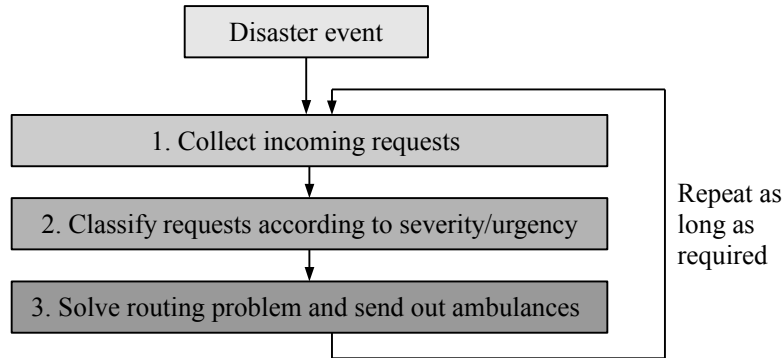 Disaster event
1. Collect incoming requests
2. Classify requests according to severity/urgency
3. Solve routing problem and send out ambulances
Repeat as
long as
required